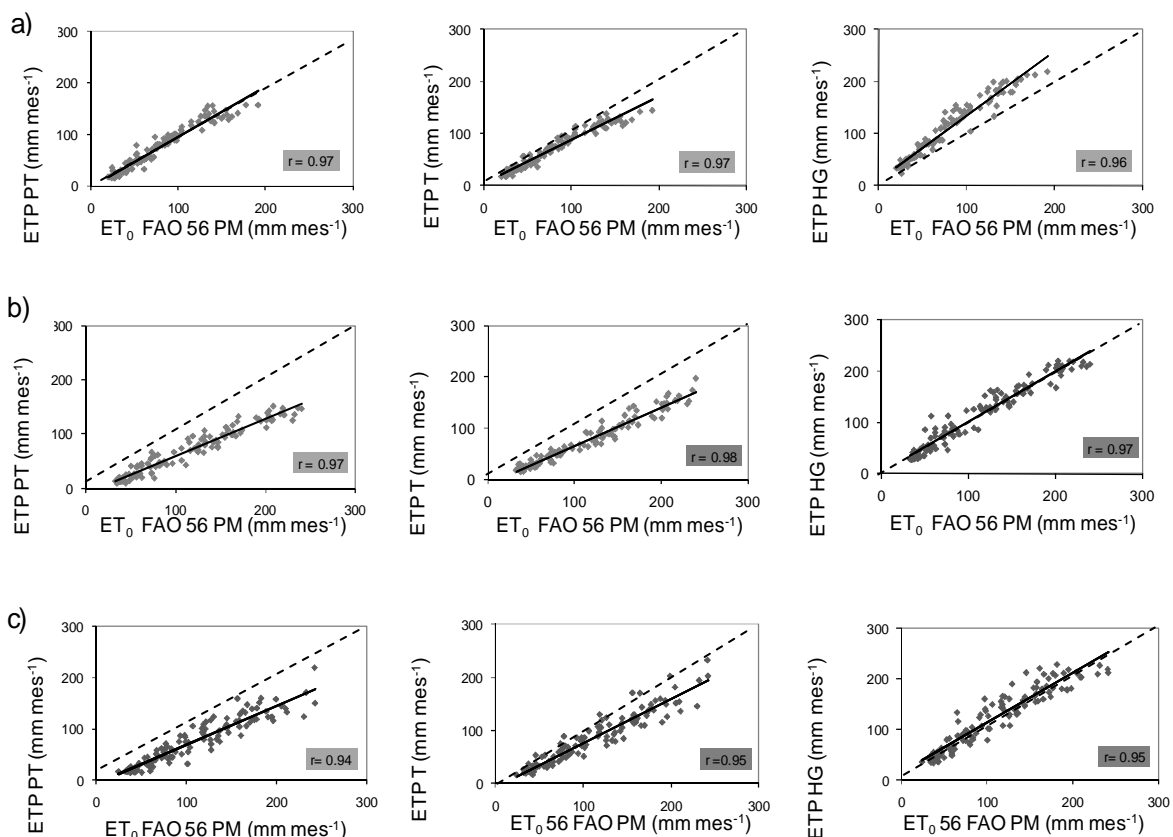 a)
300
200
100
0
ETP PT (mm mes⁻¹)
r = 0.97
0 100 200 300
ET₀ FAO 56 PM (mm mes⁻¹)
300
200
100
0
ETP PT (mm mes⁻¹)
r = 0.97
0 100 200 300
ET₀ FAO 56 PM (mm mes⁻¹)
300
200
100
0
ETP HG (mm mes⁻¹)
r = 0.96
0 100 200 300
ET₀ FAO 56 PM (mm mes⁻¹)
b)
300
200
100
0
ETP PT (mm mes⁻¹)
r = 0.97
0 100 200 300
ET₀ FAO 56 PM (mm mes⁻¹)
300
200
100
0
ETP PT (mm mes⁻¹)
r = 0.98
0 100 200 300
ET₀ FAO 56 PM (mm mes⁻¹)
300
200
100
0
ETP HG (mm mes⁻¹)
r = 0.97
0 100 200 300
ET₀ FAO 56 PM (mm mes⁻¹)
c)
300
200
100
0
ETP PT (mm mes⁻¹)
r= 0.94
0 100 200 300
ET₀ FAO 56 PM (mm mes⁻¹)
300
200
100
0
ETP PT (mm mes⁻¹)
r=0.95
0 100 200 300
ET₀ 56 FAO PM (mm mes⁻¹)
300
200
100
0
ETP HG (mm mes⁻¹)
r=0.95
0 100 200 300
ET₀ 56 FAO PM (mm mes⁻¹)